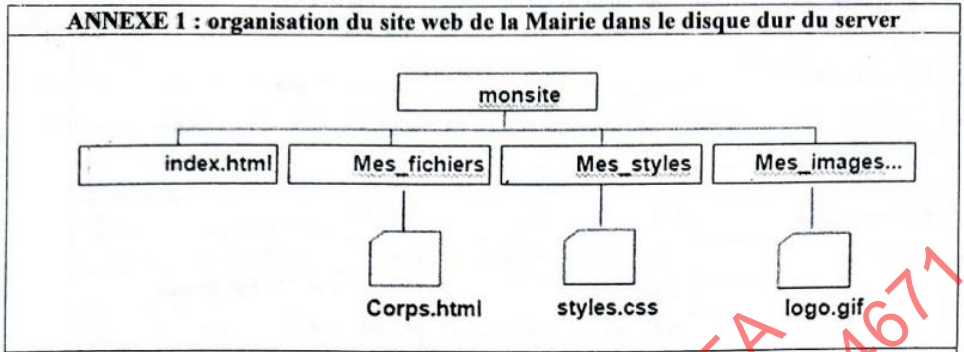 ANNEXE 1 : organisation du site web de la Mairie dans le disque dur du server
monsite
index.html Mes_fichiers Mes_styles Mes_images...
Corps.html styles.css logo.gif
4671